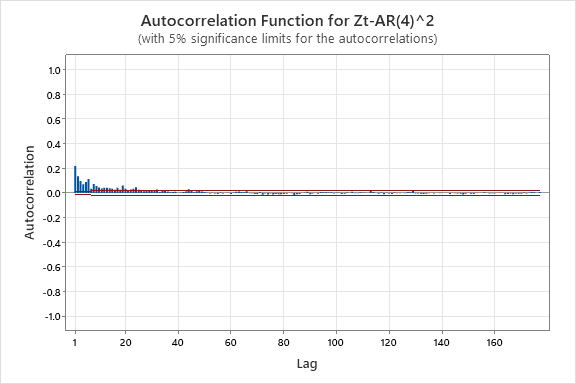 Autocorrelation Function for Zt-AR(4)^2
(with 5% significance limits for the autocorrelations)
1.0
0.8
0.6
0.4
0.2
0.0
-0.2
-0.4
-0.6
-0.8
-1.0
Autocorrelation
1 20 40 60 80 100 120 140 160
Lag